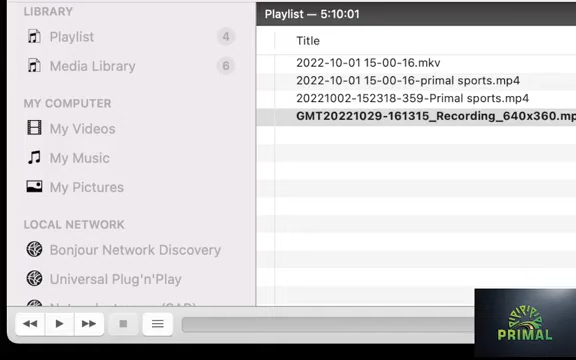 LIBRARY
Playlist 4
Media Library 6
MY COMPUTER
My Videos
My Music
My Pictures
LOCAL NETWORK
Bonjour Network Discovery
Universal Plug'n'Play
Playlist — 5:10:01
Title
2022-10-01 15-00-16.mkv
2022-10-01 15-00-16-primal sports.mp4
20221002-152318-359-Primal sports.mp4
GMT20221029-161315_Recording_640x360.mp
PRIMAL